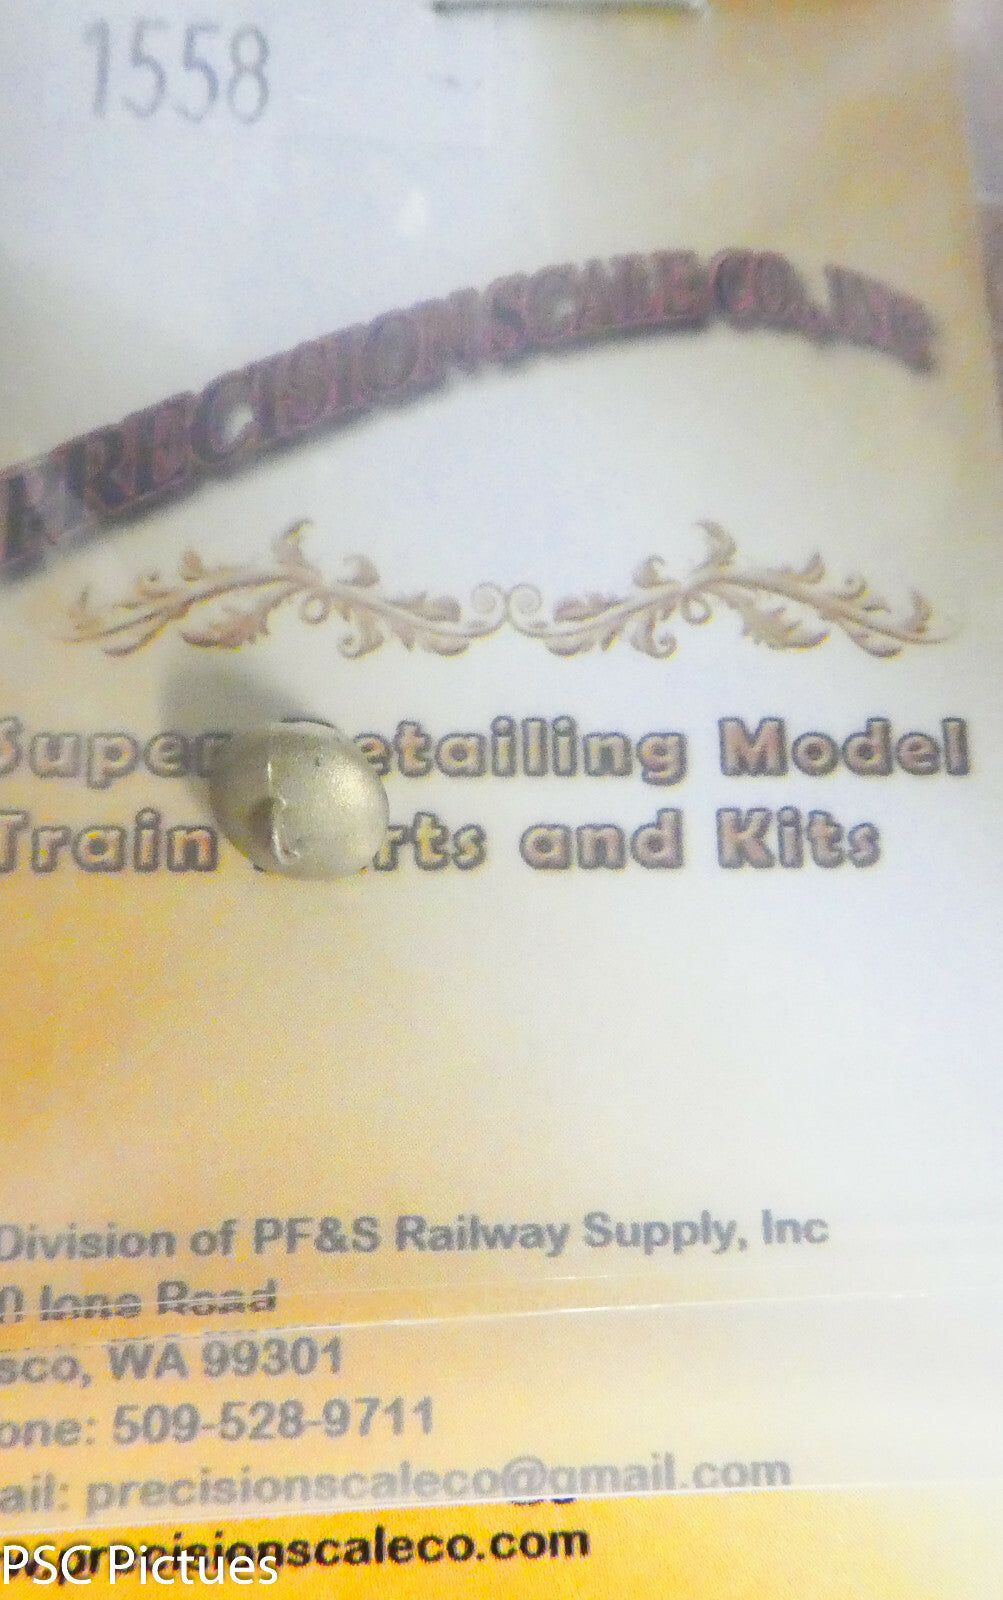 1558
PRECISION SCALE CO., INC
Super Detailing Model
Train Parts and Kits
Division of PF&S Railway Supply, Inc
0 Ione Road
sco, WA 99301
one: 509-528-9711
ail: precisionscaleco@gmail.com
precisionscaleco.com
PSC Pictues